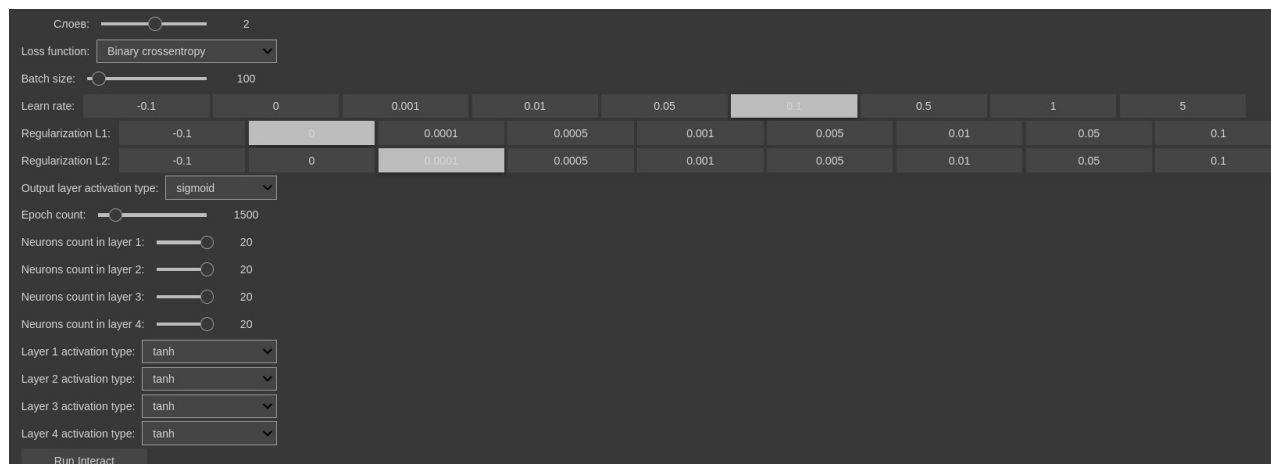 Слоев: 2
Loss function: Binary crossentropy
Batch size: 100
Learn rate: -0.1 0 0.001 0.01 0.05 0.1 0.5 1 5
Regularization L1: -0.1 0 0.0001 0.0005 0.001 0.005 0.01 0.05 0.1
Regularization L2: -0.1 0 0.0001 0.0005 0.001 0.005 0.01 0.05 0.1
Output layer activation type: sigmoid
Epoch count: 1500
Neurons count in layer 1: 20
Neurons count in layer 2: 20
Neurons count in layer 3: 20
Neurons count in layer 4: 20
Layer 1 activation type: tanh
Layer 2 activation type: tanh
Layer 3 activation type: tanh
Layer 4 activation type: tanh
Run Interact